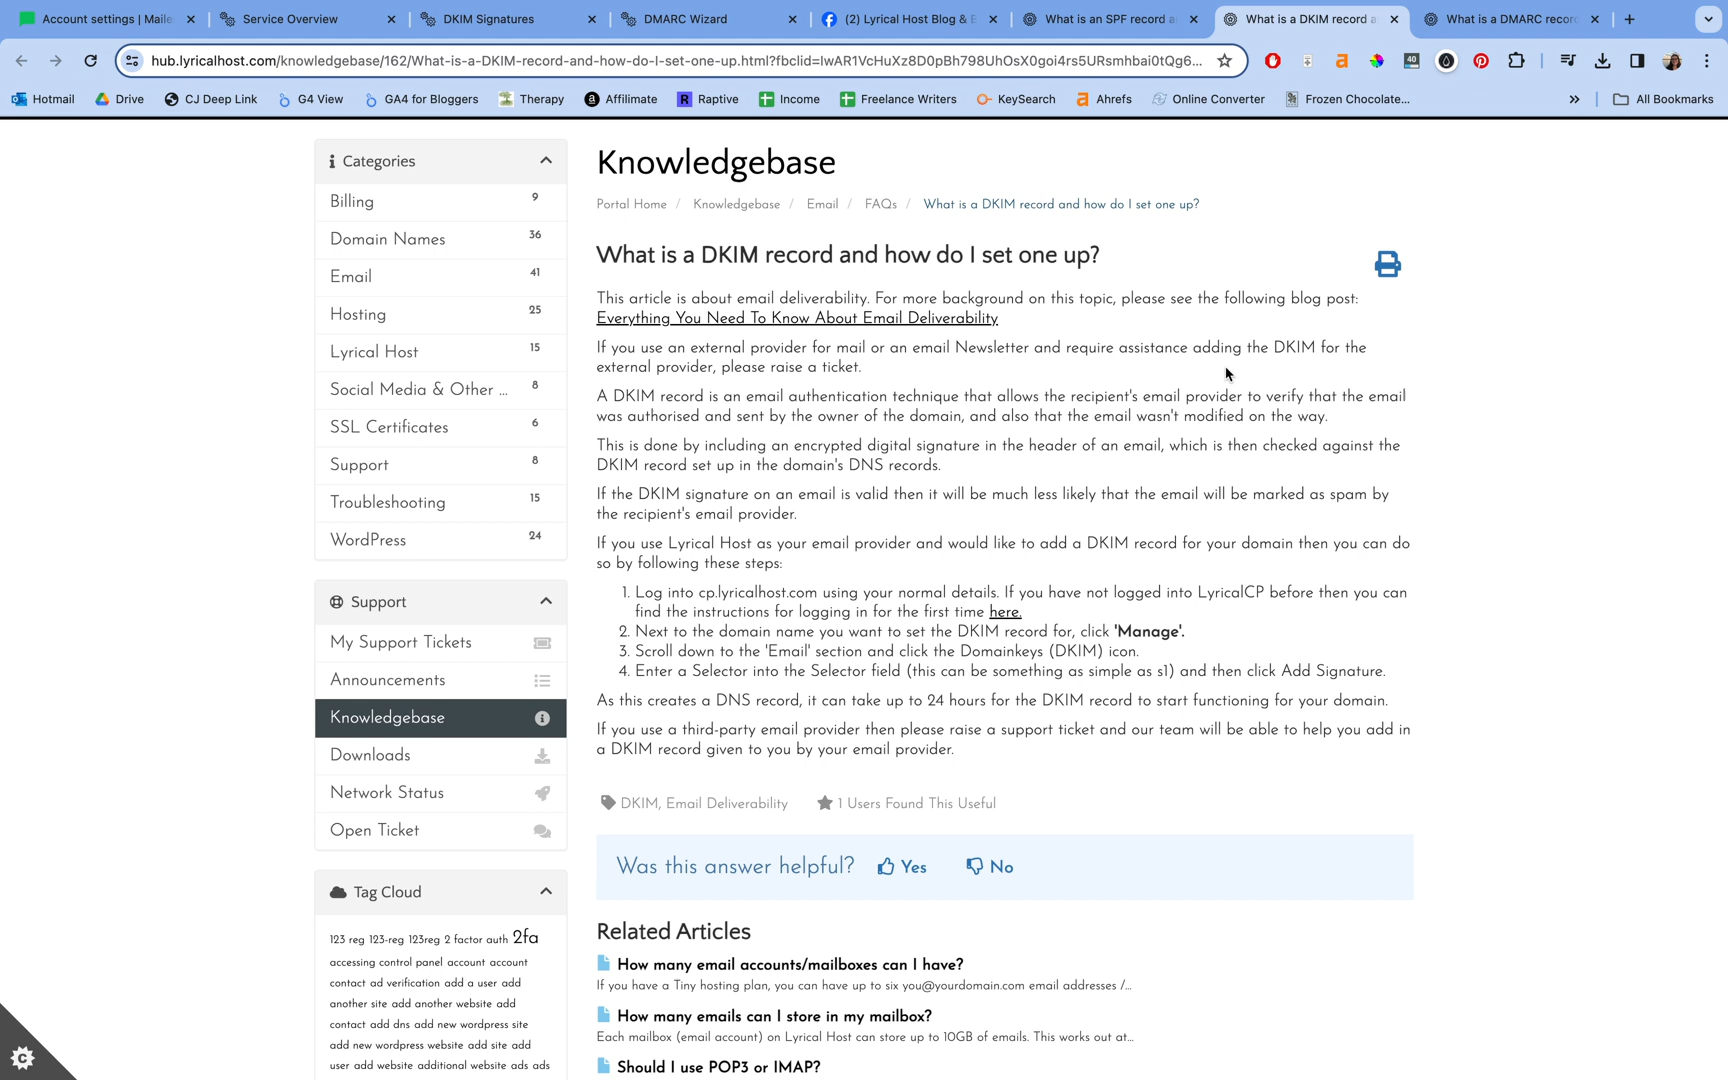 Account settings | Maile
Service Overview
DKIM Signatures
DMARC Wizard
(2) Lyrical Host Blog & B
What is an SPF record a
What is a DKIM record a
What is a DMARC recor
hub.lyricalhost.com/knowledgebase/162/What-is-a-DKIM-record-and-how-do-I-set-one-up.html?fbclid=IwAR1VcHuXz8D0pBh798UhOsX0goi4rs5URsmhbai0tQg6...
40
Hotmail
Drive
CJ Deep Link
G4 View
GA4 for Bloggers
Therapy
Affilimate
Raptive
Income
Freelance Writers
KeySearch
Ahrefs
Online Converter
Frozen Chocolate...
All Bookmarks
Categories
Billing 9
Domain Names 36
Email 41
Hosting 25
Lyrical Host 15
Social Media & Other ... 8
SSL Certificates 6
Support 8
Troubleshooting 15
WordPress 24
Support
My Support Tickets
Announcements
Knowledgebase
Downloads
Network Status
Open Ticket
Tag Cloud
123 reg 123-reg 123reg 2 factor auth 2fa
accessing control panel account account
contact ad verification add a user add
another site add another website add
contact add dns add new wordpress site
add new wordpress website add site add
user add website additional website ads ads
Knowledgebase
Portal Home / Knowledgebase / Email / FAQs / What is a DKIM record and how do I set one up?
What is a DKIM record and how do I set one up?
This article is about email deliverability. For more background on this topic, please see the following blog post:
Everything You Need To Know About Email Deliverability
If you use an external provider for mail or an email Newsletter and require assistance adding the DKIM for the
external provider, please raise a ticket.
A DKIM record is an email authentication technique that allows the recipient's email provider to verify that the email
was authorised and sent by the owner of the domain, and also that the email wasn't modified on the way.
This is done by including an encrypted digital signature in the header of an email, which is then checked against the
DKIM record set up in the domain's DNS records.
If the DKIM signature on an email is valid then it will be much less likely that the email will be marked as spam by
the recipient's email provider.
If you use Lyrical Host as your email provider and would like to add a DKIM record for your domain then you can do
so by following these steps:
1. Log into cp.lyricalhost.com using your normal details. If you have not logged into LyricalCP before then you can
find the instructions for logging in for the first time here.
2. Next to the domain name you want to set the DKIM record for, click 'Manage'.
3. Scroll down to the 'Email' section and click the Domainkeys (DKIM) icon.
4. Enter a Selector into the Selector field (this can be something as simple as s1) and then click Add Signature.
As this creates a DNS record, it can take up to 24 hours for the DKIM record to start functioning for your domain.
If you use a third-party email provider then please raise a support ticket and our team will be able to help you add in
a DKIM record given to you by your email provider.
DKIM, Email Deliverability
1 Users Found This Useful
Was this answer helpful? Yes No
Related Articles
How many email accounts/mailboxes can I have?
If you have a Tiny hosting plan, you can have up to six you@yourdomain.com email addresses /...
How many emails can I store in my mailbox?
Each mailbox (email account) on Lyrical Host can store up to 10GB of emails. This works out at...
Should I use POP3 or IMAP?